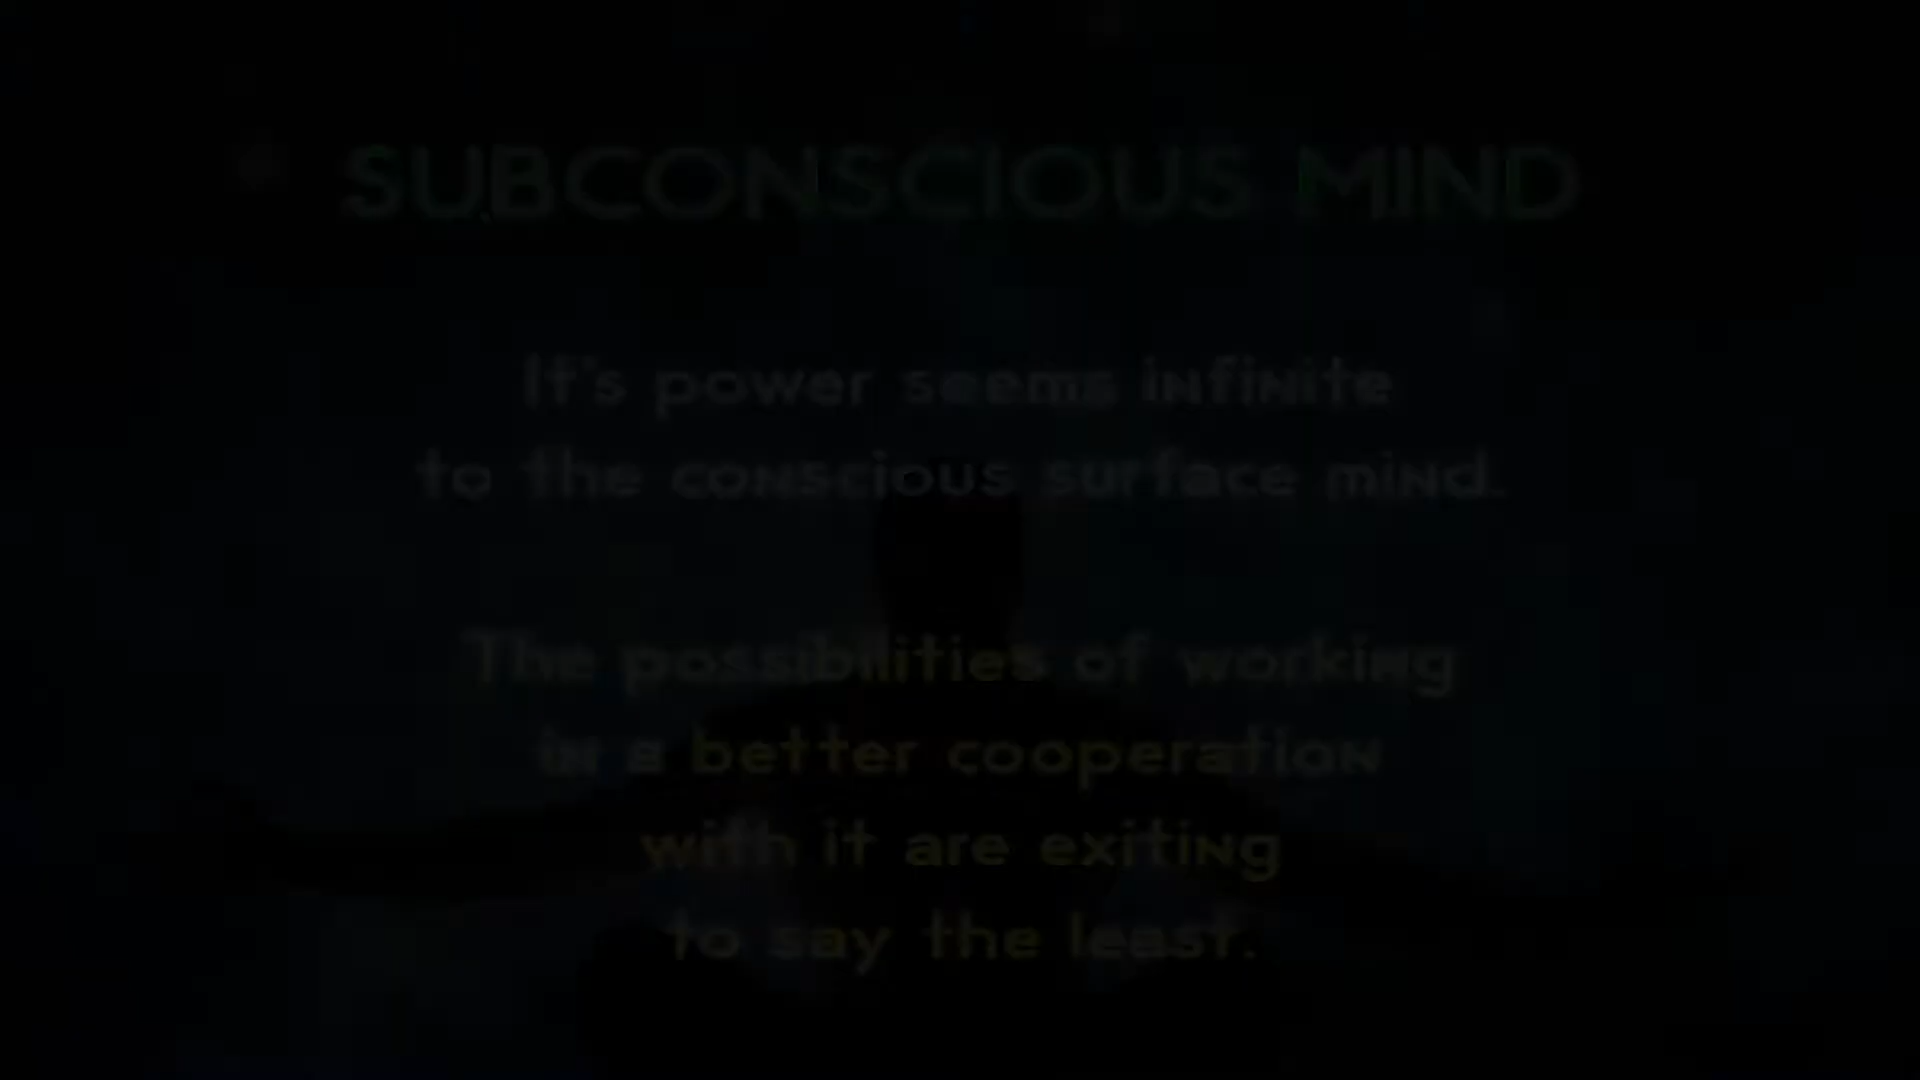 SUBCONSCIOUS MIND
It's power seems infinite
to the conscious surface mind.
The possibilities of working
in a better cooperation
with it are exiting
to say the least.